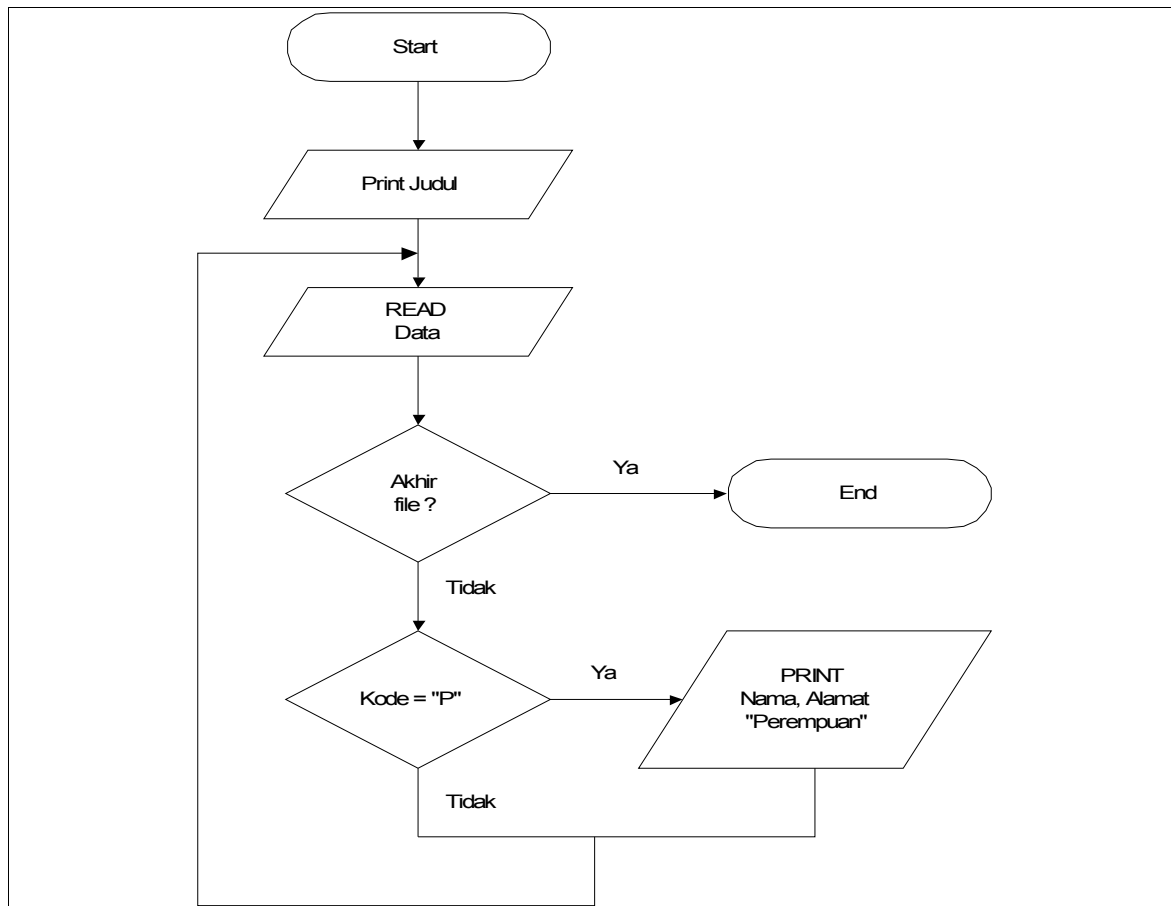 Start
Print Judul
READ
Data
Akhir
file ?
Ya
End
Tidak
Kode = "P"
Ya
PRINT
Nama, Alamat
"Perempuan"
Tidak